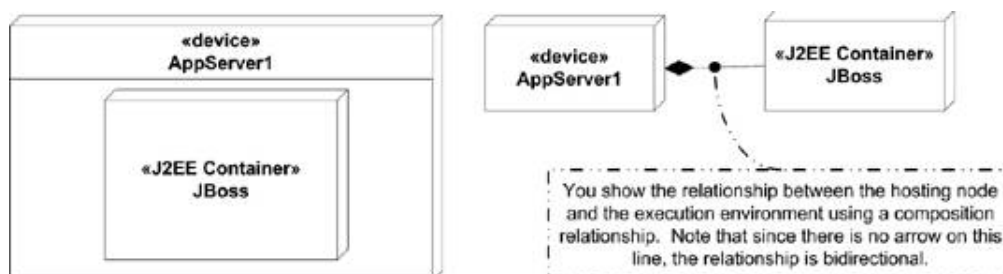 «device»
AppServer1
«J2EE Container»
JBoss
«device»
AppServer1
«J2EE Container»
JBoss
You show the relationship between the hosting node
and the execution environment using a composition
relationship. Note that since there is no arrow on this
line, the relationship is bidirectional.